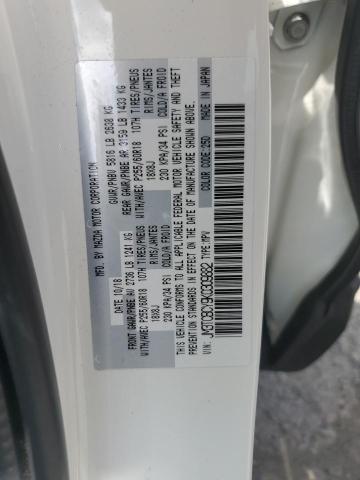 MFD. BY MAZDA MOTOR CORPORATION
10/18 GVWR/PNBV 5816 LB 2638 KG
FRONT GAWR/PNBE AV 2736 LB 1241 KG REAR GAWR/PNBE AR 3159 LB 1433 KG
WITH/AVEC P255/60R18 107H TIRES/PNEUS WITH/AVEC P255/60R18 107H TIRES/PNEUS
18X8J RIMS/JANTES 18X8J RIMS/JANTES
230 KPA/34 PSI COLD/A FROID 230 KPA/34 PSI COLD/A FROID
THIS VEHICLE CONFORMS TO ALL APPLICABLE FEDERAL MOTOR VEHICLE SAFETY AND THEFT
PREVENTION STANDARDS IN EFFECT ON THE DATE OF MANUFACTURE SHOWN ABOVE.
VIN: TYPE: MPV COLOR CODE: 25D MADE IN JAPAN